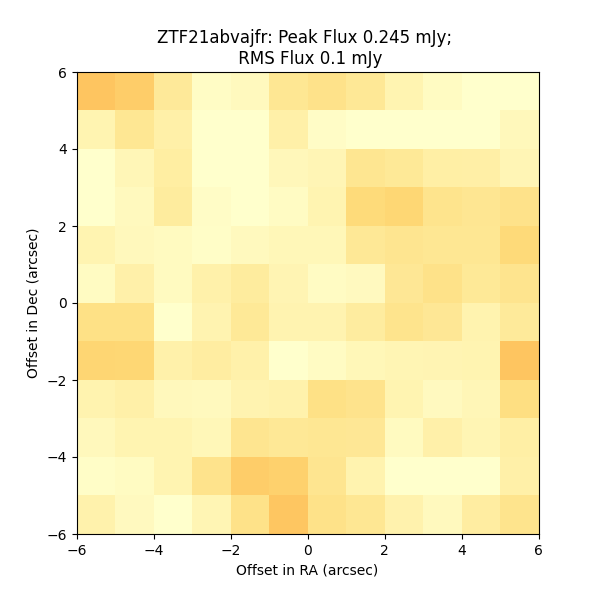 ZTF21abvajfr: Peak Flux 0.245 mJy;
RMS Flux 0.1 mJy
6
4
2
0
−2
−4
−6
Offset in Dec (arcsec)
−6 −4 −2 0 2 4 6
Offset in RA (arcsec)